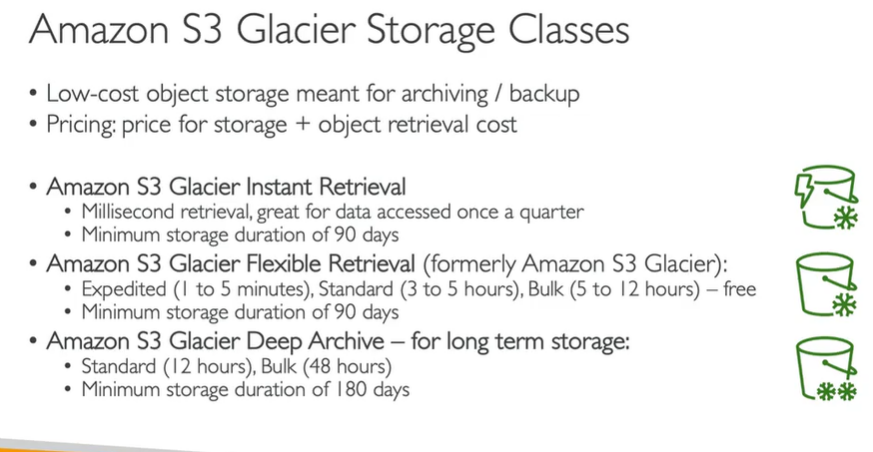 Amazon S3 Glacier Storage Classes
• Low-cost object storage meant for archiving / backup
• Pricing: price for storage + object retrieval cost
• Amazon S3 Glacier Instant Retrieval
• Millisecond retrieval, great for data accessed once a quarter
• Minimum storage duration of 90 days
• Amazon S3 Glacier Flexible Retrieval (formerly Amazon S3 Glacier):
• Expedited (1 to 5 minutes), Standard (3 to 5 hours), Bulk (5 to 12 hours) – free
• Minimum storage duration of 90 days
• Amazon S3 Glacier Deep Archive – for long term storage:
• Standard (12 hours), Bulk (48 hours)
• Minimum storage duration of 180 days